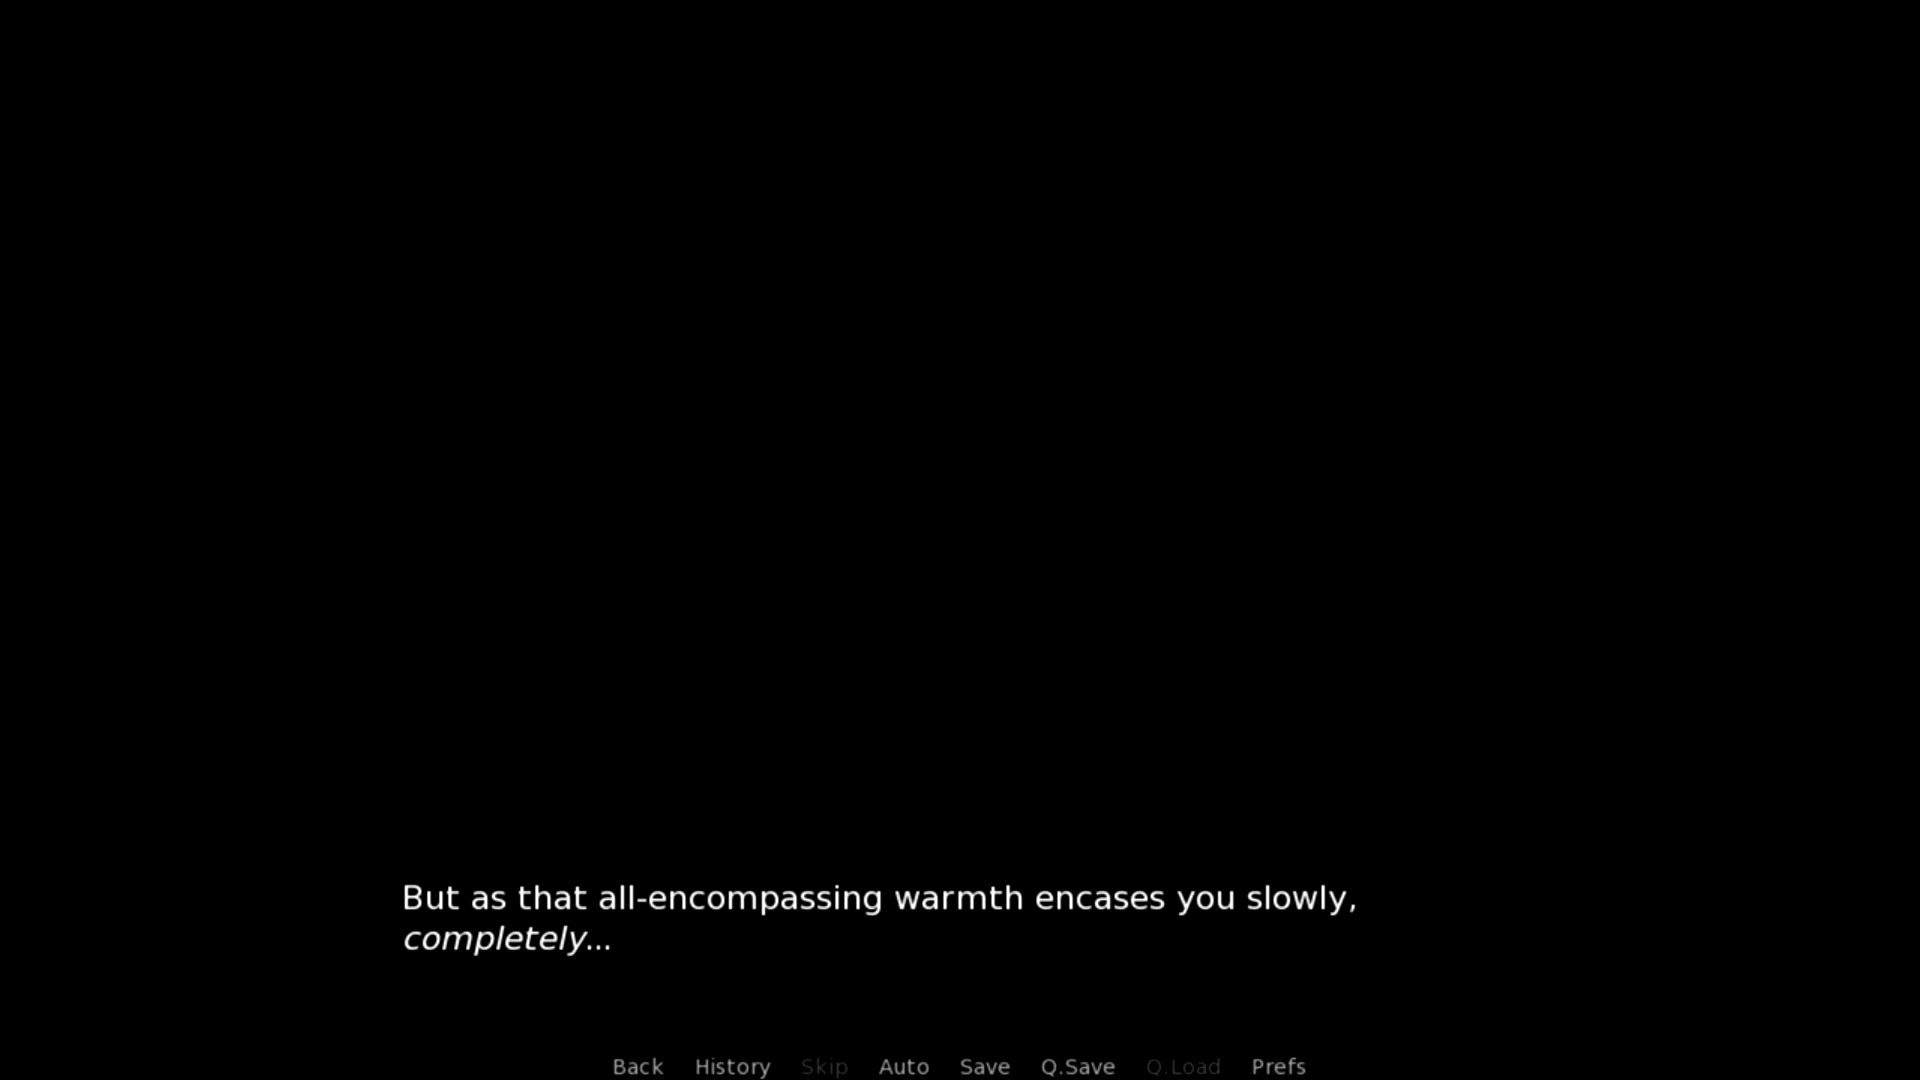 But as that all-encompassing warmth encases you slowly,
completely...
Back History Skip Auto Save Q.Save Q.Load Prefs